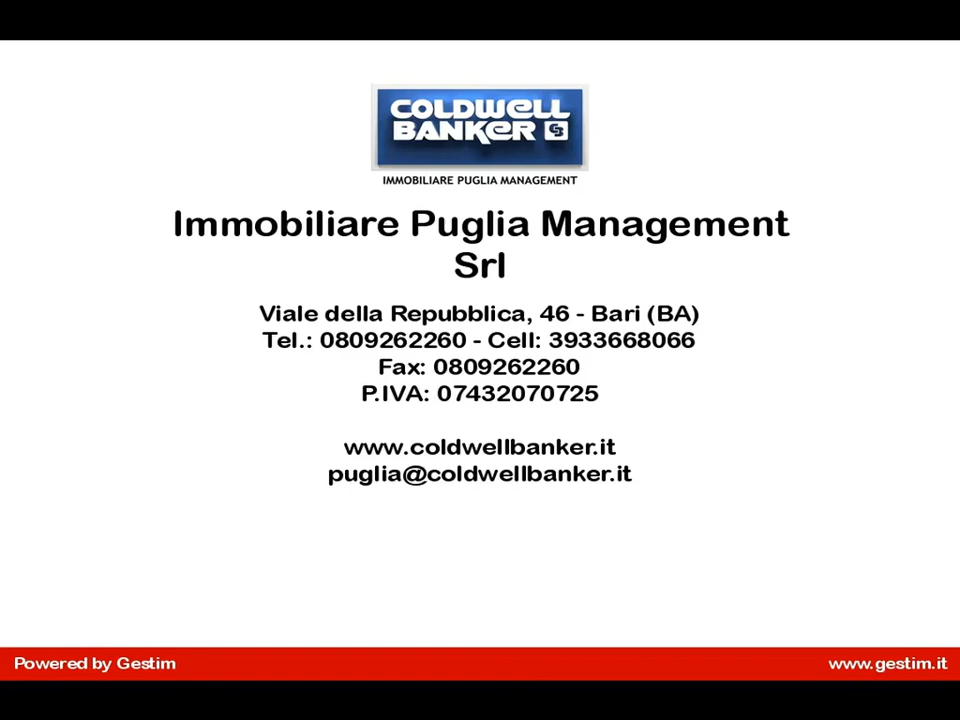 COLDWELL
BANKER CB
IMMOBILIARE PUGLIA MANAGEMENT
Immobiliare Puglia Management
Srl
Viale della Repubblica, 46 - Bari (BA)
Tel.: 0809262260 - Cell: 3933668066
Fax: 0809262260
P.IVA: 07432070725
www.coldwellbanker.it
puglia@coldwellbanker.it
Powered by Gestim
www.gestim.it